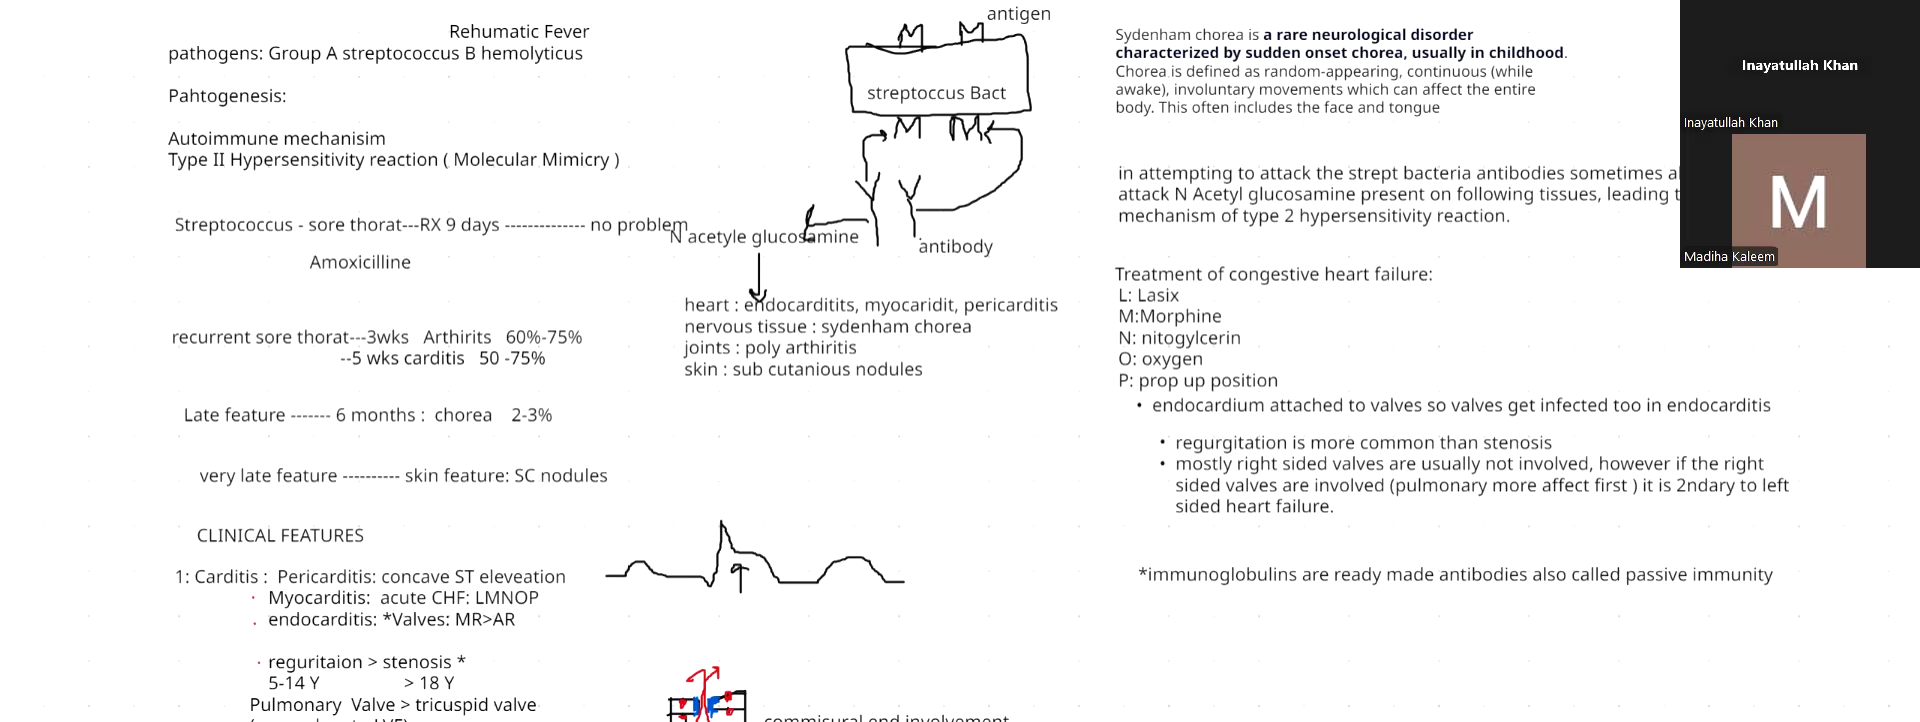 Rehumatic Fever
pathogens: Group A streptococcus B hemolyticus
Pahtogenesis:
Autoimmune mechanisim
Type II Hypersensitivity reaction ( Molecular Mimicry )
Streptococcus - sore thorat---RX 9 days -------------- no problem
Amoxicilline
recurrent sore thorat---3wks Arthirits 60%-75%
--5 wks carditis 50 -75%
Late feature ------- 6 months : chorea 2-3%
very late feature ---------- skin feature: SC nodules
CLINICAL FEATURES
1: Carditis : Pericarditis: concave ST eleveation
Myocarditis: acute CHF: LMNOP
endocarditis: *Valves: MR>AR
reguritaion > stenosis *
5-14 Y > 18 Y
Pulmonary Valve > tricuspid valve
antigen
M M
streptoccus Bact
M M
N acetyle glucosamine
antibody
heart : endocarditits, myocaridit, pericarditis
nervous tissue : sydenham chorea
joints : poly arthiritis
skin : sub cutanious nodules
commisural end involvement
Sydenham chorea is a rare neurological disorder
characterized by sudden onset chorea, usually in childhood.
Chorea is defined as random-appearing, continuous (while
awake), involuntary movements which can affect the entire
body. This often includes the face and tongue
in attempting to attack the strept bacteria antibodies sometimes
attack N Acetyl glucosamine present on following tissues, leading
mechanism of type 2 hypersensitivity reaction.
Treatment of congestive heart failure:
L: Lasix
M:Morphine
N: nitogylcerin
O: oxygen
P: prop up position
• endocardium attached to valves so valves get infected too in endocarditis
• regurgitation is more common than stenosis
• mostly right sided valves are usually not involved, however if the right
sided valves are involved (pulmonary more affect first ) it is 2ndary to left
sided heart failure.
*immunoglobulins are ready made antibodies also called passive immunity
Inayatullah Khan
Inayatullah Khan
M
Madiha Kaleem